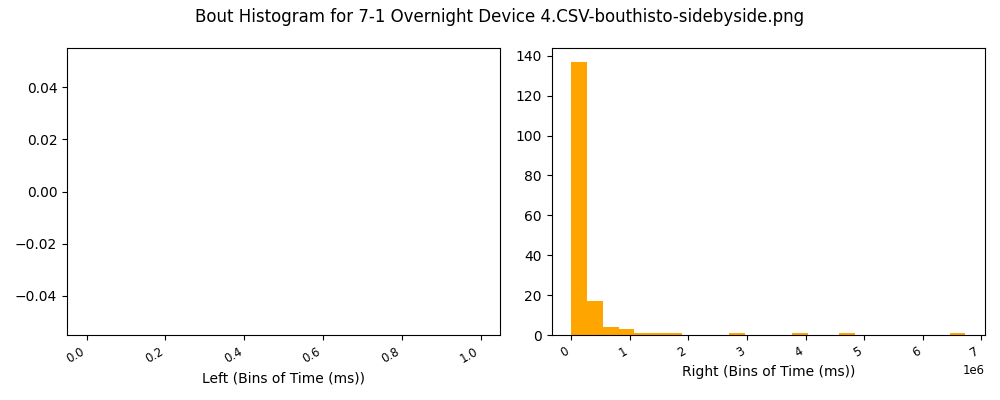 Bout Histogram for 7-1 Overnight Device 4.CSV-bouthisto-sidebyside.png
0.04
0.02
0.00
−0.02
−0.04
0.0 0.2 0.4 0.6 0.8 1.0
Left (Bins of Time (ms))
140
120
100
80
60
40
20
0
0 1 2 3 4 5 6 7
1e6
Right (Bins of Time (ms))